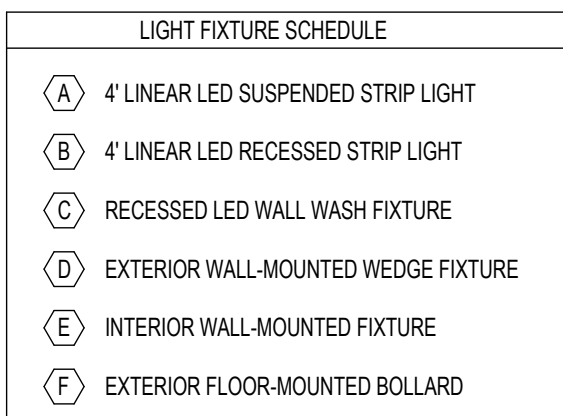 LIGHT FIXTURE SCHEDULE
A 4' LINEAR LED SUSPENDED STRIP LIGHT
B 4' LINEAR LED RECESSED STRIP LIGHT
C RECESSED LED WALL WASH FIXTURE
D EXTERIOR WALL-MOUNTED WEDGE FIXTURE
E INTERIOR WALL-MOUNTED FIXTURE
F EXTERIOR FLOOR-MOUNTED BOLLARD